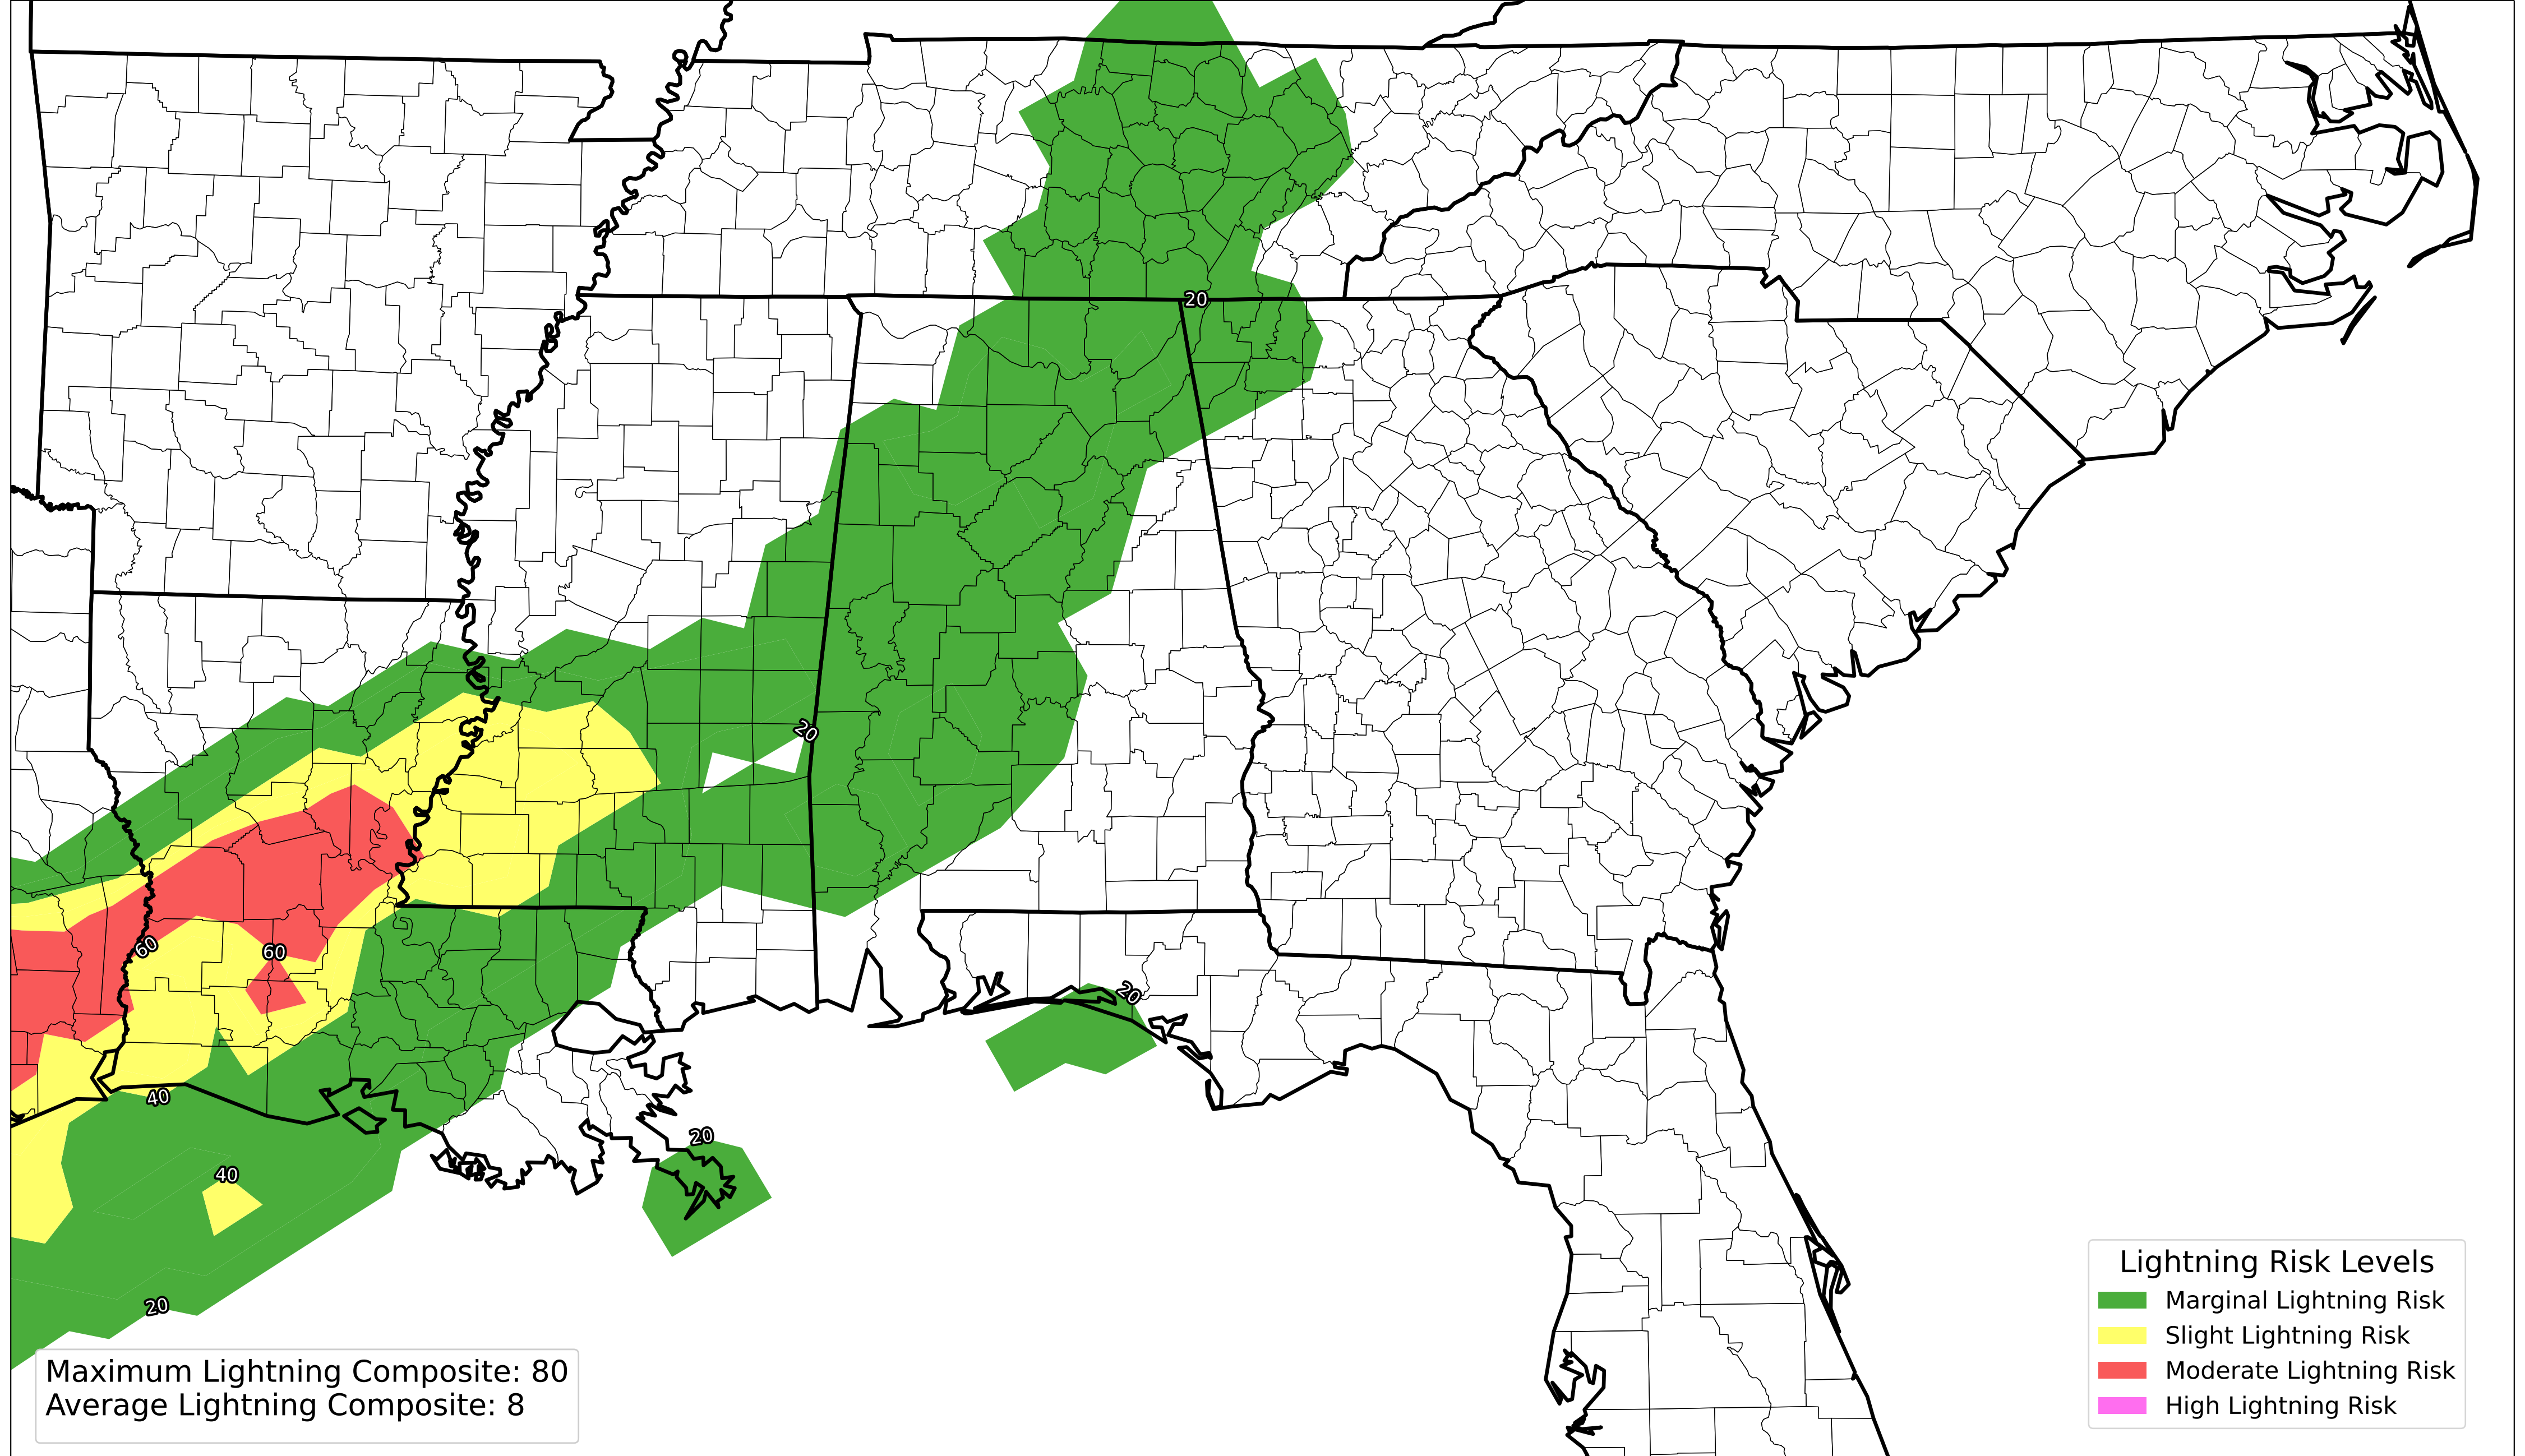 20
20
60
60
20
40
20
40
20
Lightning Risk Levels
Marginal Lightning Risk
Slight Lightning Risk
Moderate Lightning Risk
High Lightning Risk
Maximum Lightning Composite: 80
Average Lightning Composite: 8